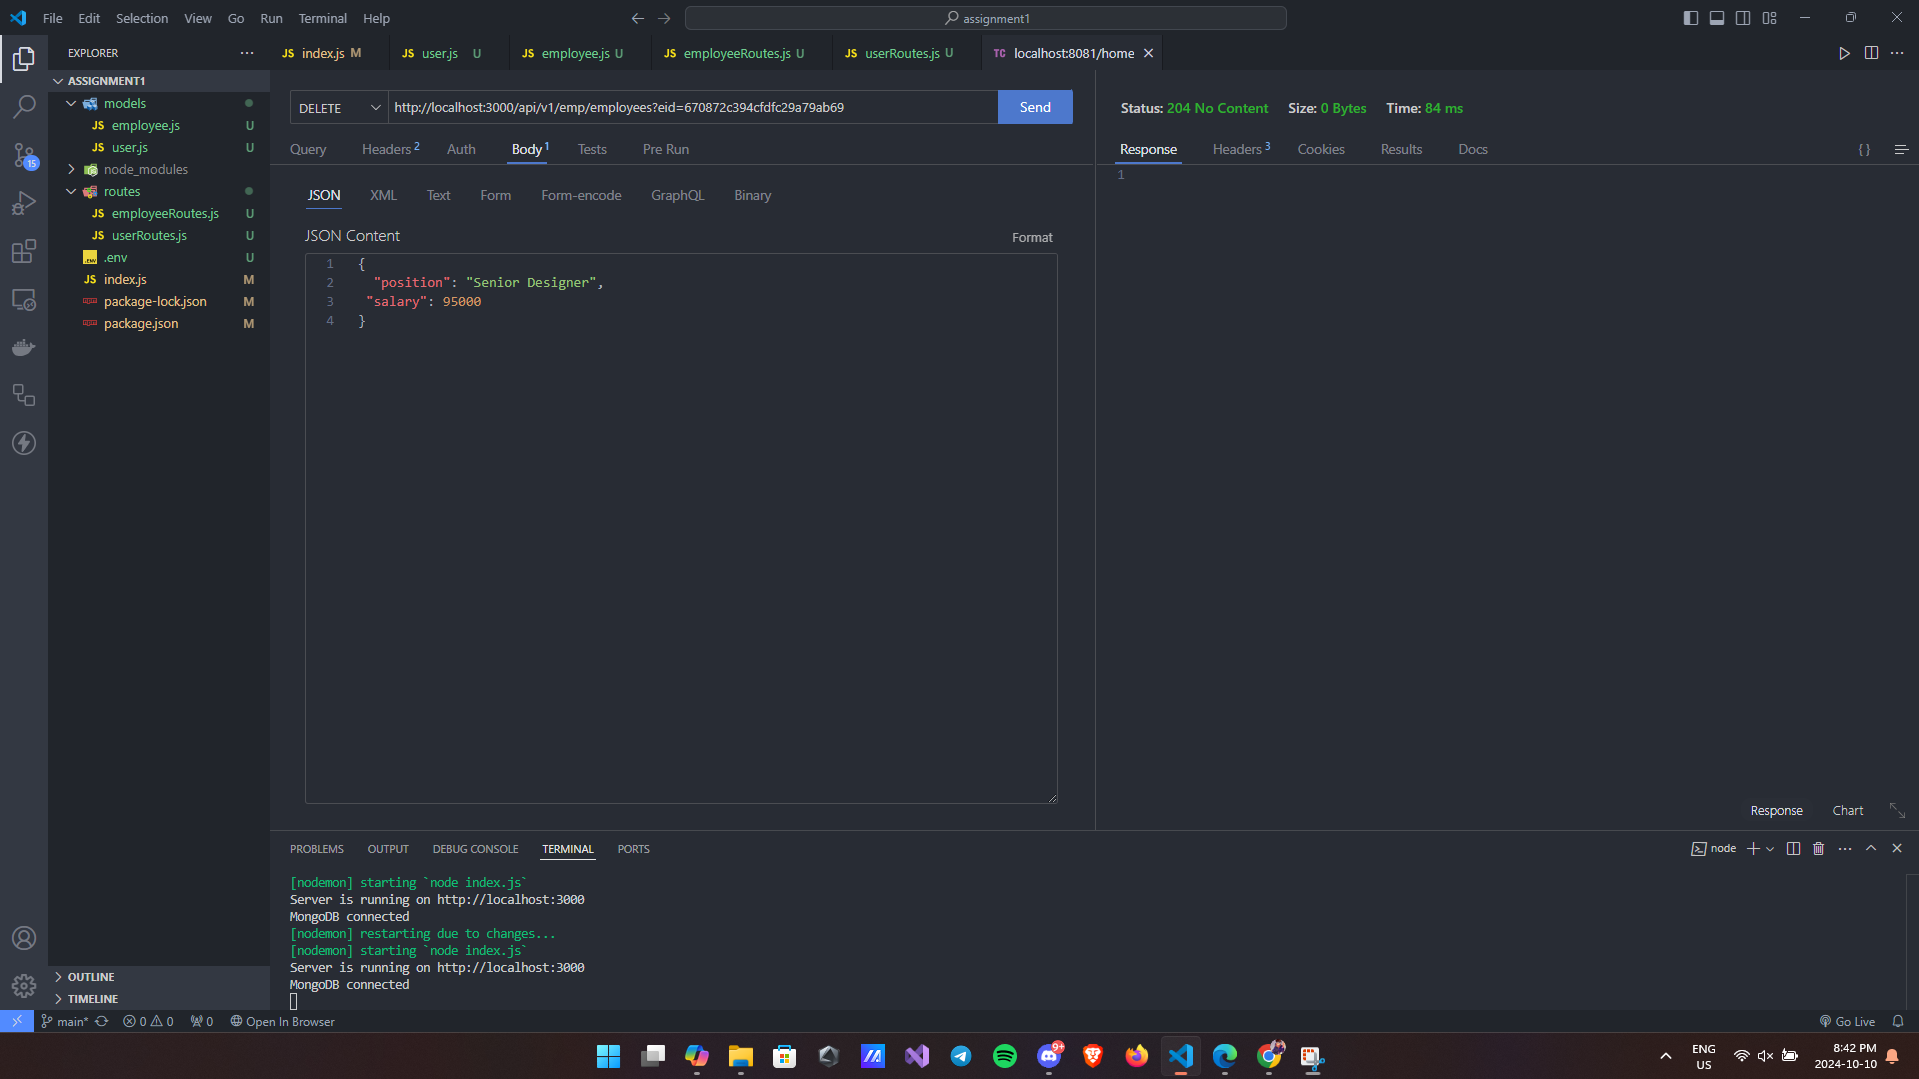 File Edit Selection View Go Run Terminal Help
assignment1
EXPLORER
JS index.js M
JS user.js U
JS employee.js U
JS employeeRoutes.js U
JS userRoutes.js U
TC localhost:8081/home
ASSIGNMENT1
models
JS employee.js U
JS user.js U
node_modules
routes
JS employeeRoutes.js U
JS userRoutes.js U
.env U
JS index.js M
package-lock.json M
package.json M
15
OUTLINE
TIMELINE
DELETE
http://localhost:3000/api/v1/emp/employees?eid=670872c394cfdfc29a79ab69
Send
Query Headers 2 Auth Body 1 Tests Pre Run
JSON XML Text Form Form-encode GraphQL Binary
JSON Content
Format
1 {
2 "position": "Senior Designer",
3 "salary": 95000
4 }
Status: 204 No Content Size: 0 Bytes Time: 84 ms
Response Headers 3 Cookies Results Docs
{ }
1
Response Chart
PROBLEMS OUTPUT DEBUG CONSOLE TERMINAL PORTS
node
[nodemon] starting `node index.js`
Server is running on http://localhost:3000
MongoDB connected
[nodemon] restarting due to changes...
[nodemon] starting `node index.js`
Server is running on http://localhost:3000
MongoDB connected
main* 0 0 0 Open In Browser
Go Live
9+
ENG
US
8:42 PM
2024-10-10